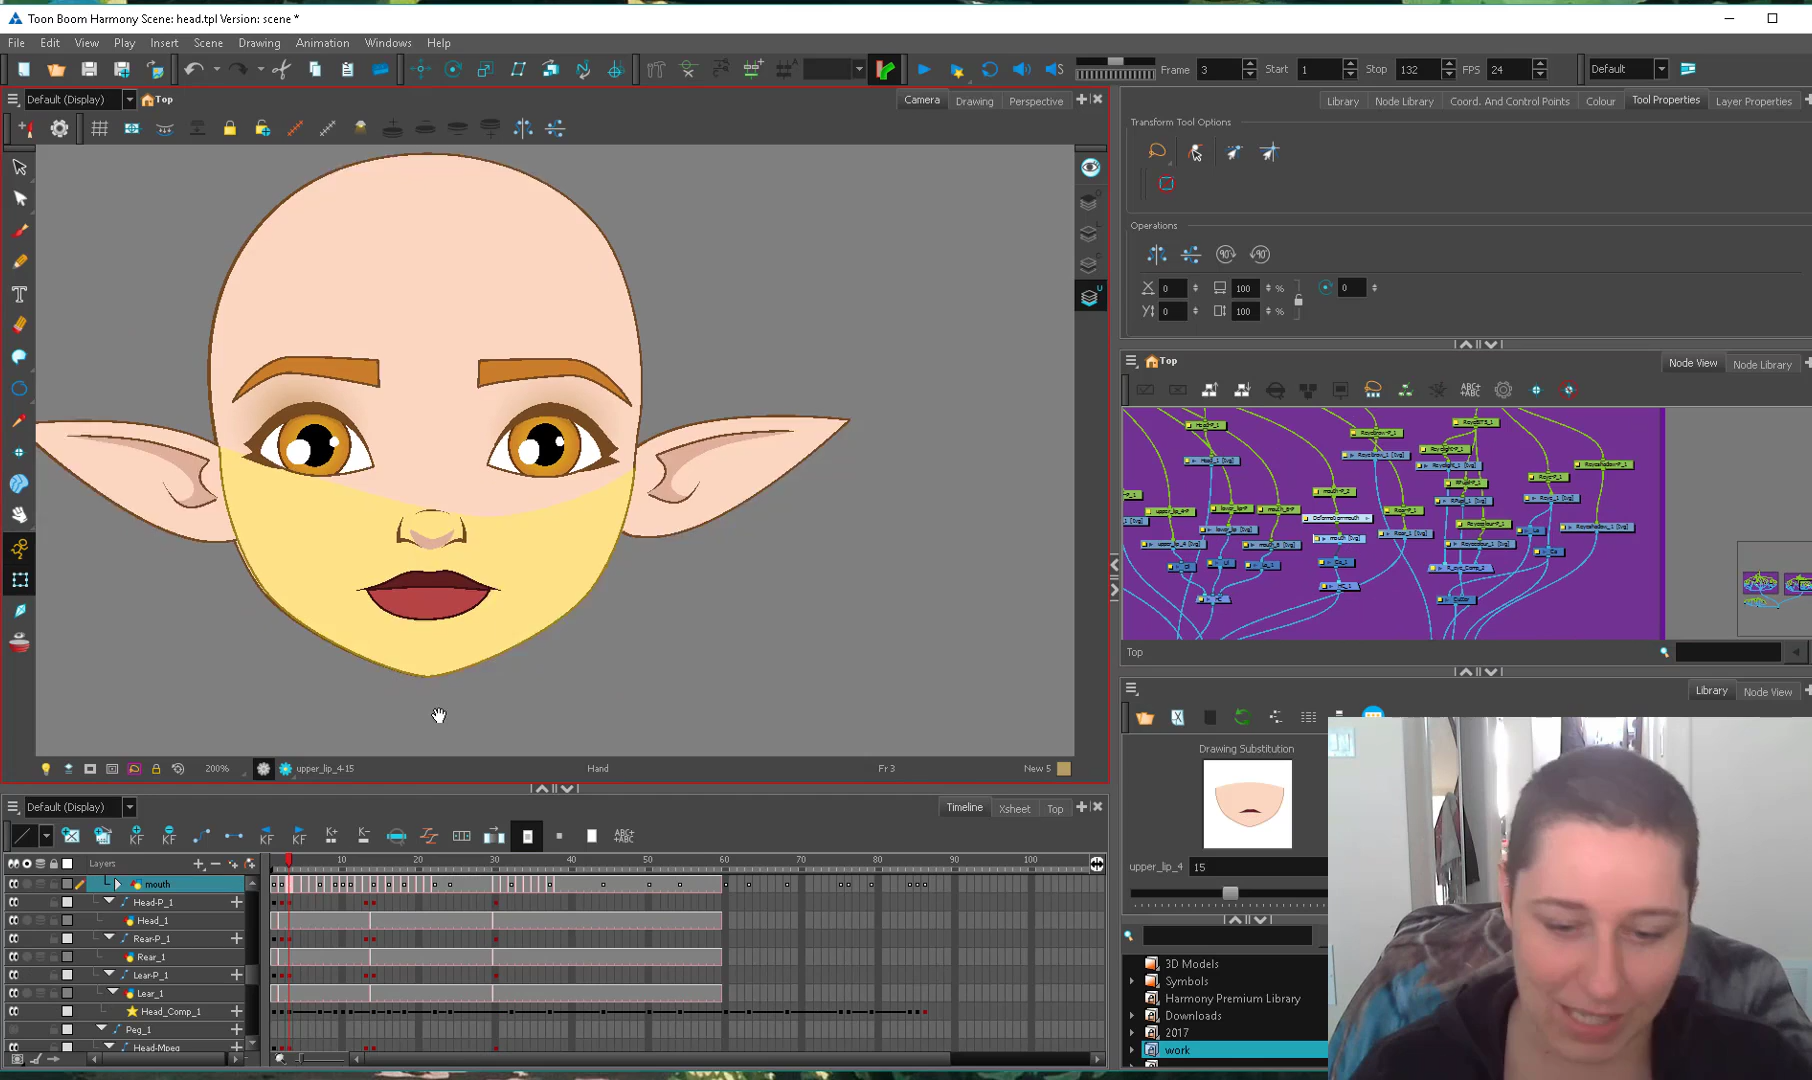 Toon Boom Harmony Scene: head.tpl Version: scene *
File Edit View Play Insert Scene Drawing Animation Windows Help
Frame 3 Start 1 Stop 132 FPS 24 Default
Default (Display) Top Camera Drawing Perspective
Library Node Library Coord. And Control Points Colour Tool Properties Layer Properties
Transform Tool Options
Operations
X 0 100 % 0
Y 0 100 %
Top Node View Node Library
Top
Library Node View
Drawing Substitution
upper_lip_4 15
200% upper_lip_4-15 Hand Fr 3 New 5
Default (Display) Timeline Xsheet Top
KF KF KF KF K+ K- ABC+
Layers 10 20 30 40 50 60 70 80 90 100
mouth
Head-P_1
Head_1
Rear-P_1
Rear_1
Lear-P_1
Lear_1
Head_Comp_1
Peg_1
Head-Mpeg
3D Models
Symbols
Harmony Premium Library
Downloads
2017
work